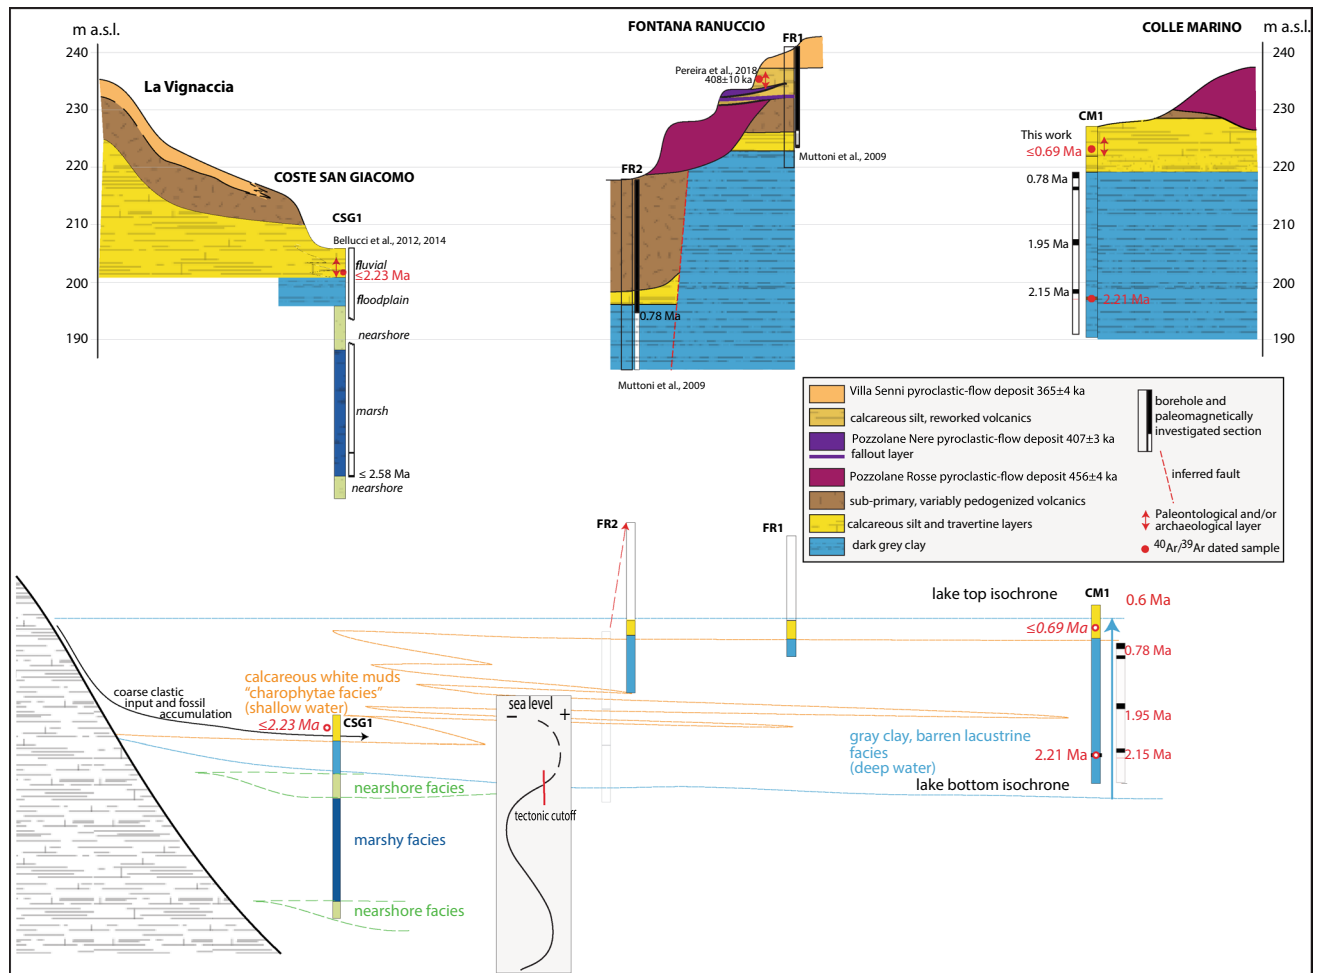 m a.s.l.
FONTANA RANUCCIO
COLLE MARINO
m a.s.l.
240
230
220
210
200
190
La Vignaccia
COSTE SAN GIACOMO
CSG1
Bellucci et al., 2012, 2014
fluvial
≤2.23 Ma
floodplain
nearshore
marsh
≤ 2.58 Ma
nearshore
FR1
Pereira et al., 2018
408±10 ka
FR2
Muttoni et al., 2009
0.78 Ma
Muttoni et al., 2009
CM1
This work
≤0.69 Ma
0.78 Ma
1.95 Ma
2.15 Ma
2.21 Ma
240
230
220
210
200
190
Villa Senni pyroclastic-flow deposit 365±4 ka
calcareous silt, reworked volcanics
Pozzolane Nere pyroclastic-flow deposit 407±3 ka
fallout layer
Pozzolane Rosse pyroclastic-flow deposit 456±4 ka
sub-primary, variably pedogenized volcanics
calcareous silt and travertine layers
dark grey clay
borehole and
paleomagnetically
investigated section
inferred fault
Paleontological and/or
archaeological layer
40Ar/39Ar dated sample
FR2
FR1
lake top isochrone
CM1
0.6 Ma
≤0.69 Ma
0.78 Ma
1.95 Ma
2.21 Ma
2.15 Ma
calcareous white muds
"charophytae facies"
(shallow water)
coarse clastic
input and fossil
accumulation
≤2.23 Ma
CSG1
sea level
−
+
tectonic cutoff
gray clay, barren lacustrine
facies
(deep water)
lake bottom isochrone
nearshore facies
marshy facies
nearshore facies